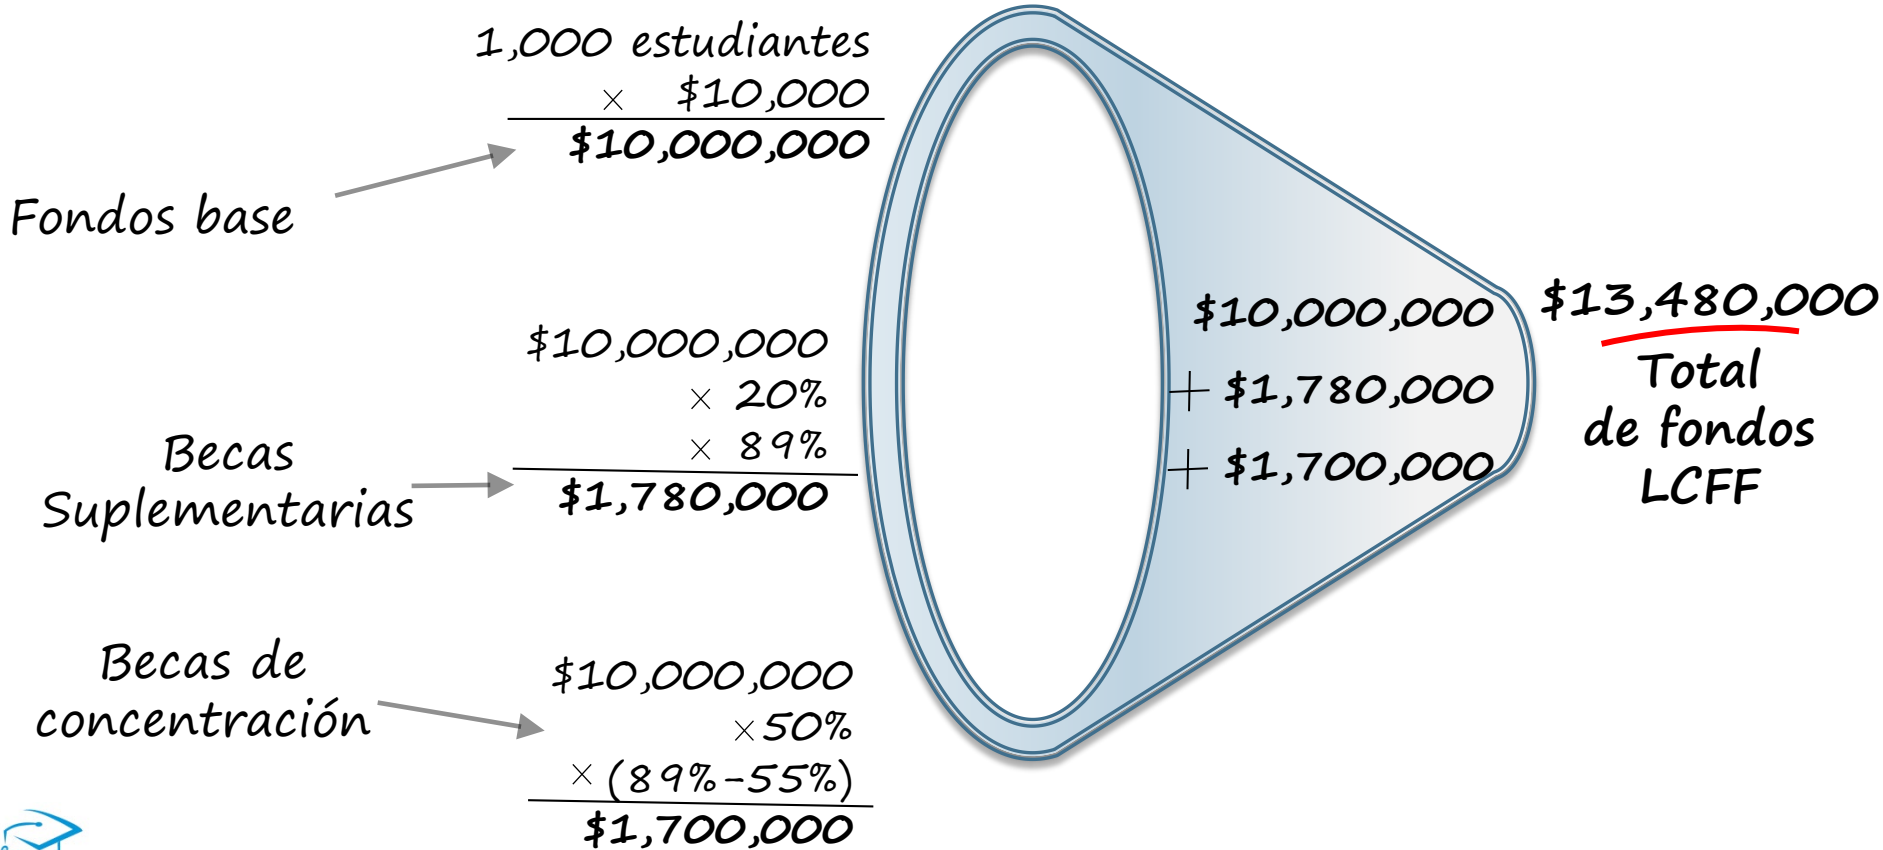 1,000 estudiantes
× $10,000
$10,000,000
Fondos base
$10,000,000
× 20%
× 89%
$1,780,000
Becas
Suplementarias
Becas de
concentración
$10,000,000
×50%
× (89%-55%)
$1,700,000
$10,000,000
+ $1,780,000
+ $1,700,000
$13,480,000
Total
de fondos
LCFF